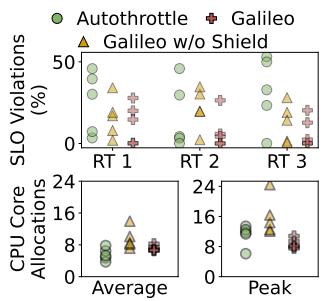 Autothrottle Galileo
Galileo w/o Shield
SLO Violations
(%)
50
0
RT 1 RT 2 RT 3
CPU Core
Allocations
24
16
8
0
Average
24
16
8
0
Peak